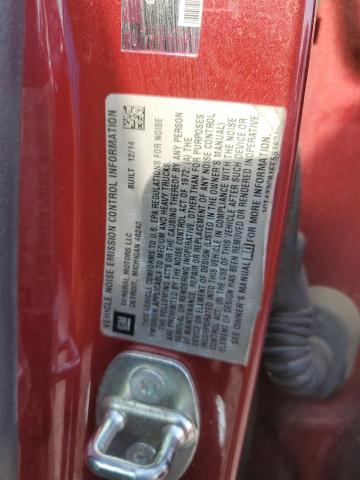 VEHICLE NOISE EMISSION CONTROL INFORMATION
GM
GENERAL MOTORS LLC
DETROIT, MICHIGAN 48243
BUILT 12/14
THIS VEHICLE CONFORMS TO U.S. EPA REGULATIONS FOR NOISE
EMISSION APPLICABLE TO MEDIUM AND HEAVY TRUCKS.
THE FOLLOWING ACTS OR THE CAUSING THEREOF BY ANY PERSON
ARE PROHIBITED BY THE NOISE CONTROL ACT OF 1972: (A) THE
REMOVAL OR RENDERING INOPERATIVE, OTHER THAN FOR PURPOSES
OF MAINTENANCE, REPAIR OR REPLACEMENT, OF ANY NOISE CONTROL
DEVICE OR ELEMENT OF DESIGN (LISTED IN THE OWNER'S MANUAL)
INCORPORATED INTO THIS VEHICLE IN COMPLIANCE WITH THE NOISE
CONTROL ACT; (B) THE USE OF THIS VEHICLE AFTER SUCH DEVICE OR
ELEMENT OF DESIGN HAS BEEN REMOVED OR RENDERED INOPERATIVE.
SEE OWNER'S MANUAL FOR MORE INFORMATION.